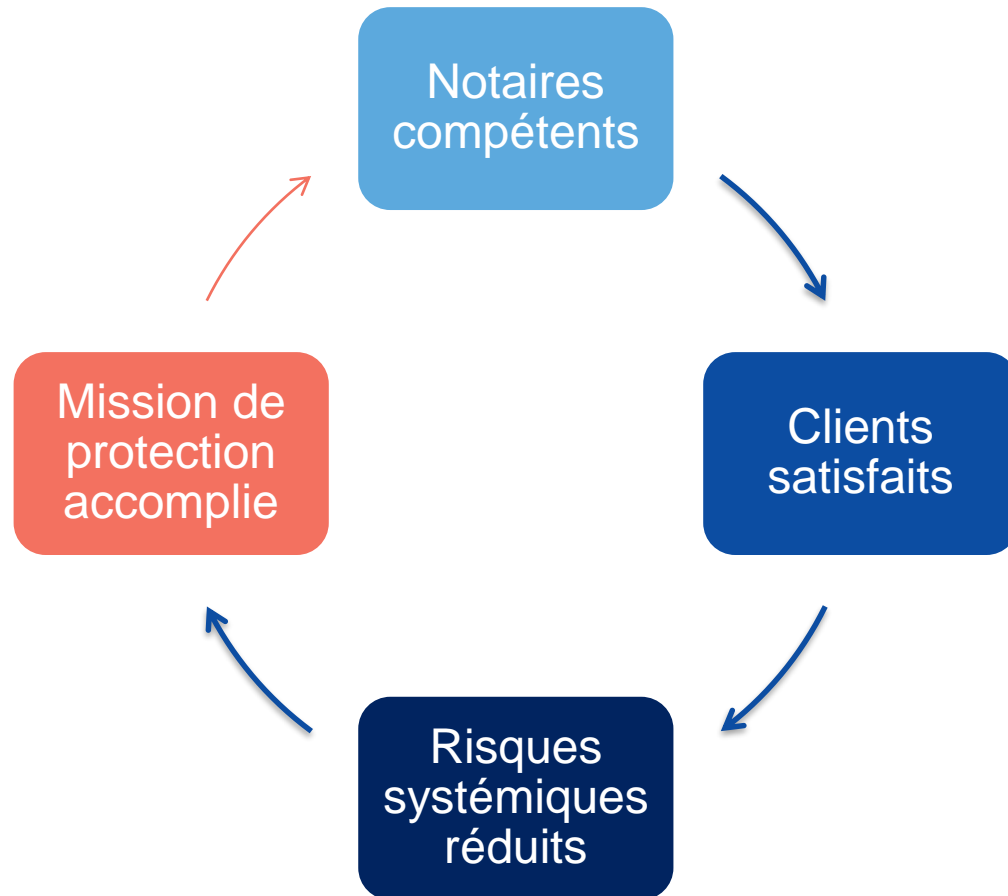 Notaires
compétents
Clients
satisfaits
Risques
systémiques
réduits
Mission de
protection
accomplie